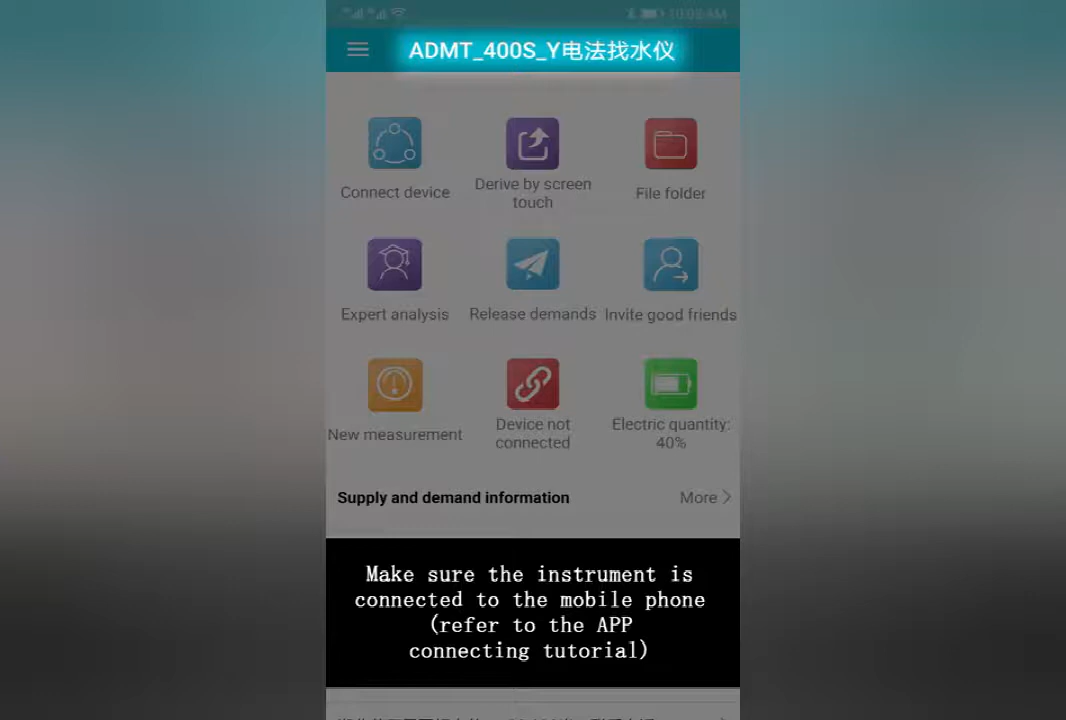 10:03 AM
ADMT_400S_Y电法找水仪
Connect device
Derive by screen
touch
File folder
Expert analysis
Release demands
Invite good friends
New measurement
Device not
connected
Electric quantity:
40%
Supply and demand information
More
Make sure the instrument is
connected to the mobile phone
(refer to the APP
connecting tutorial)